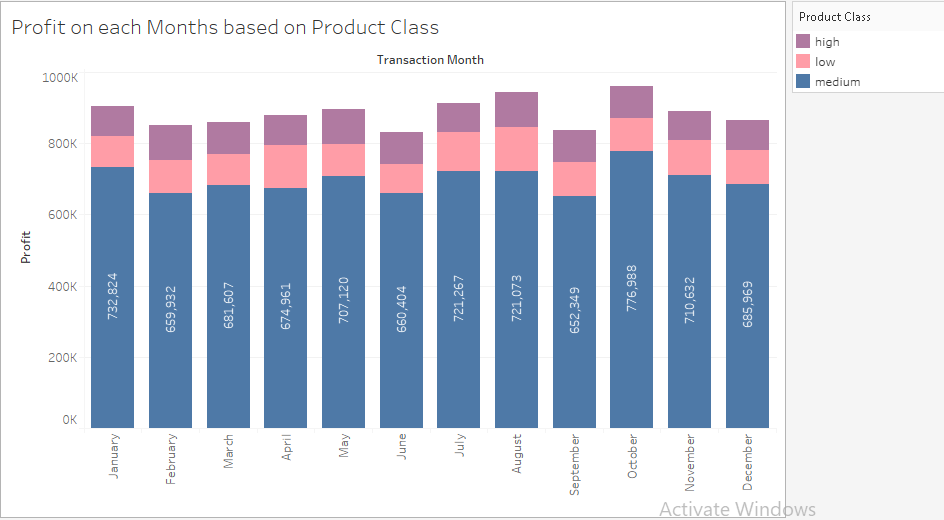 Profit on each Months based on Product Class
Product Class
high
low
medium
Transaction Month
Profit
1000K
800K
600K
400K
200K
0K
732,824
659,932
681,607
674,961
707,120
660,404
721,267
721,073
652,349
776,988
710,632
685,969
January
February
March
April
May
June
July
August
September
October
November
December
Activate Windows